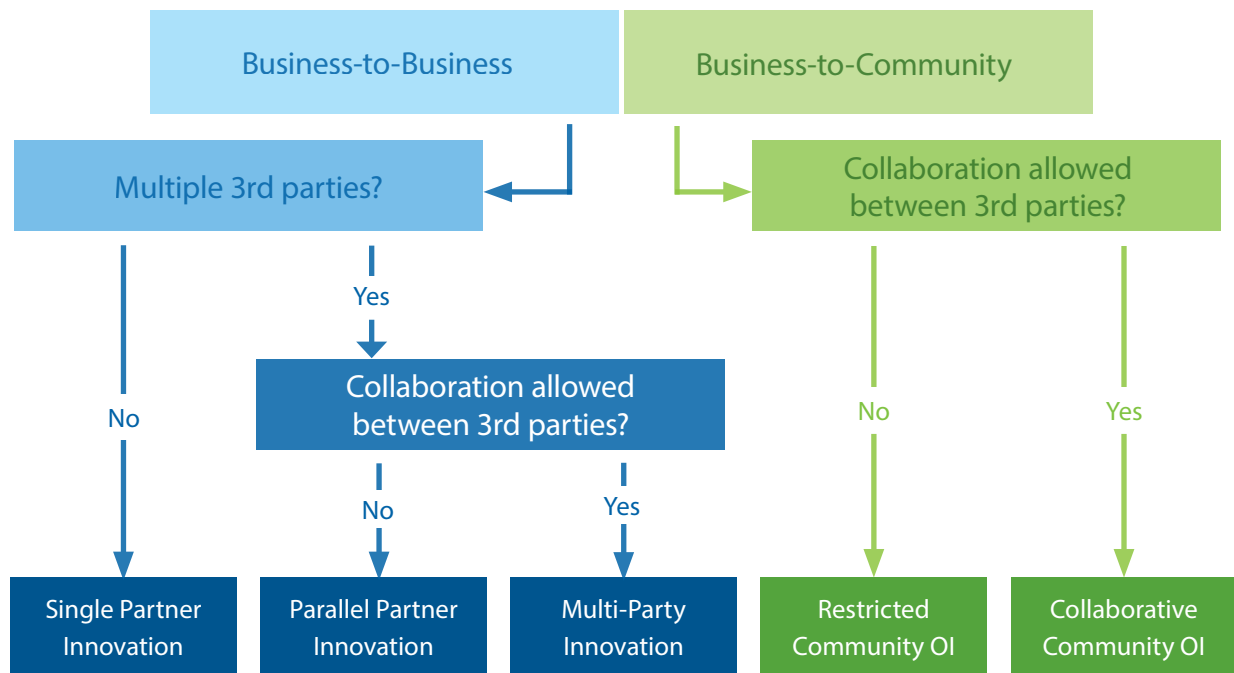 Business-to-Business
Business-to-Community
Multiple 3rd parties?
Collaboration allowed
between 3rd parties?
Yes
Collaboration allowed
between 3rd parties?
No
No
Yes
No
Yes
Single Partner
Innovation
Parallel Partner
Innovation
Multi-Party
Innovation
Restricted
Community OI
Collaborative
Community OI